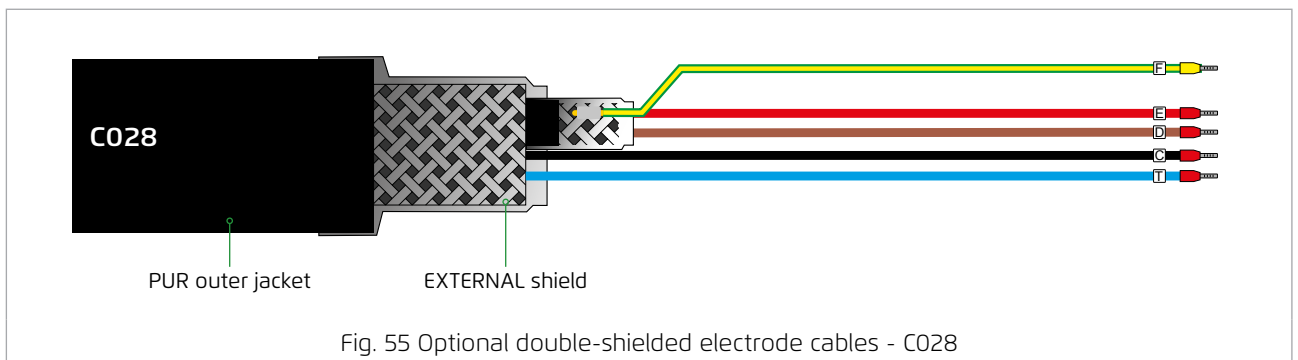 F
E
C028
D
C
T
PUR outer jacket
EXTERNAL shield
Fig. 55 Optional double-shielded electrode cables - C028